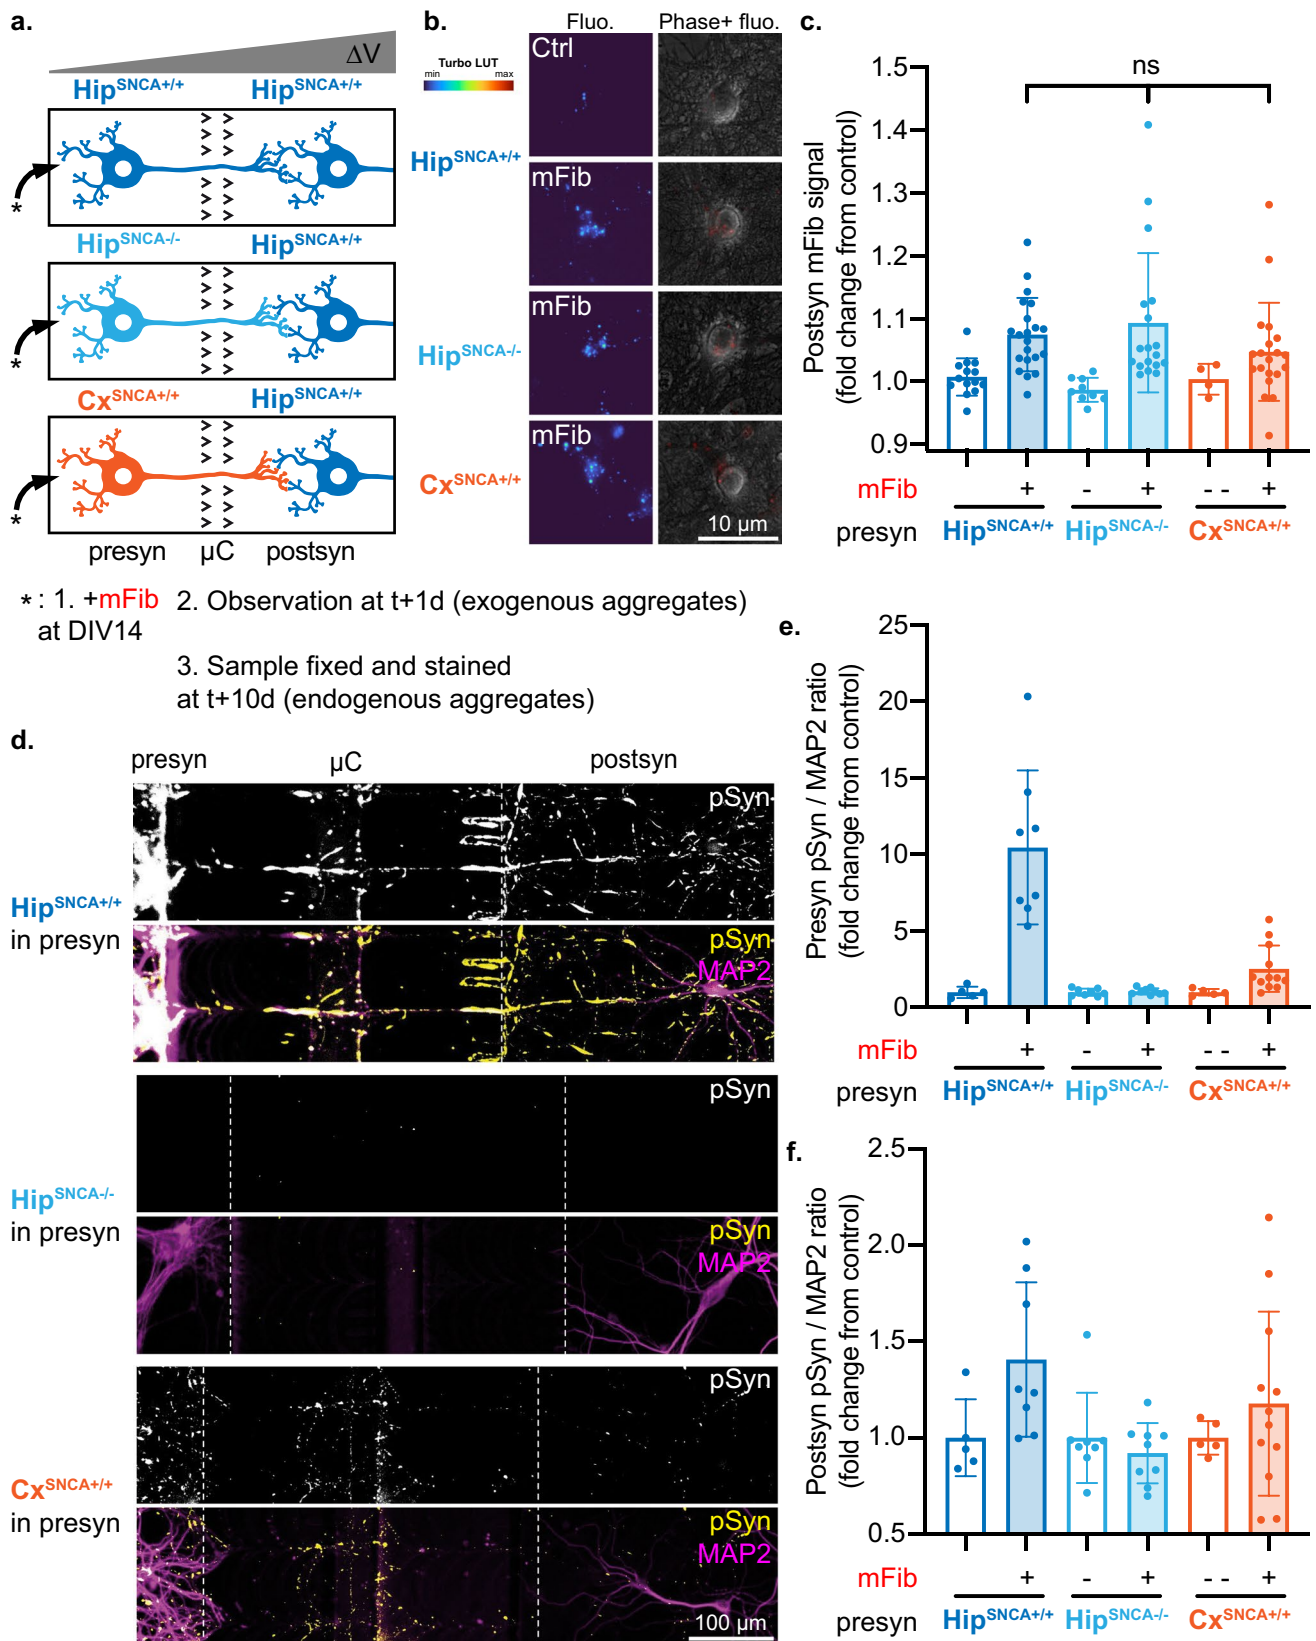 a.
ΔV
Hip^SNCA+/+ Hip^SNCA+/+
*
Hip^SNCA-/- Hip^SNCA+/+
*
Cx^SNCA+/+ Hip^SNCA+/+
*
presyn µC postsyn
* : 1. +mFib
at DIV14
2. Observation at t+1d (exogenous aggregates)
3. Sample fixed and stained
at t+10d (endogenous aggregates)
b.
Fluo. Phase+ fluo.
Turbo LUT
min max
Ctrl
Hip^SNCA+/+
mFib
mFib
Hip^SNCA-/-
mFib
Cx^SNCA+/+
10 µm
c.
Postsyn mFib signal
(fold change from control)
1.5
1.4
1.3
1.2
1.1
1.0
0.9
ns
mFib + - + - - +
presyn Hip^SNCA+/+ Hip^SNCA-/- Cx^SNCA+/+
d.
presyn µC postsyn
pSyn
Hip^SNCA+/+
in presyn
pSyn
MAP2
pSyn
Hip^SNCA-/-
in presyn
pSyn
MAP2
pSyn
Cx^SNCA+/+
in presyn
pSyn
MAP2
100 µm
e.
Presyn pSyn / MAP2 ratio
(fold change from control)
25
20
15
10
5
0
mFib + - + - - +
presyn Hip^SNCA+/+ Hip^SNCA-/- Cx^SNCA+/+
f.
Postsyn pSyn / MAP2 ratio
(fold change from control)
2.5
2.0
1.5
1.0
0.5
mFib + - + - - +
presyn Hip^SNCA+/+ Hip^SNCA-/- Cx^SNCA+/+